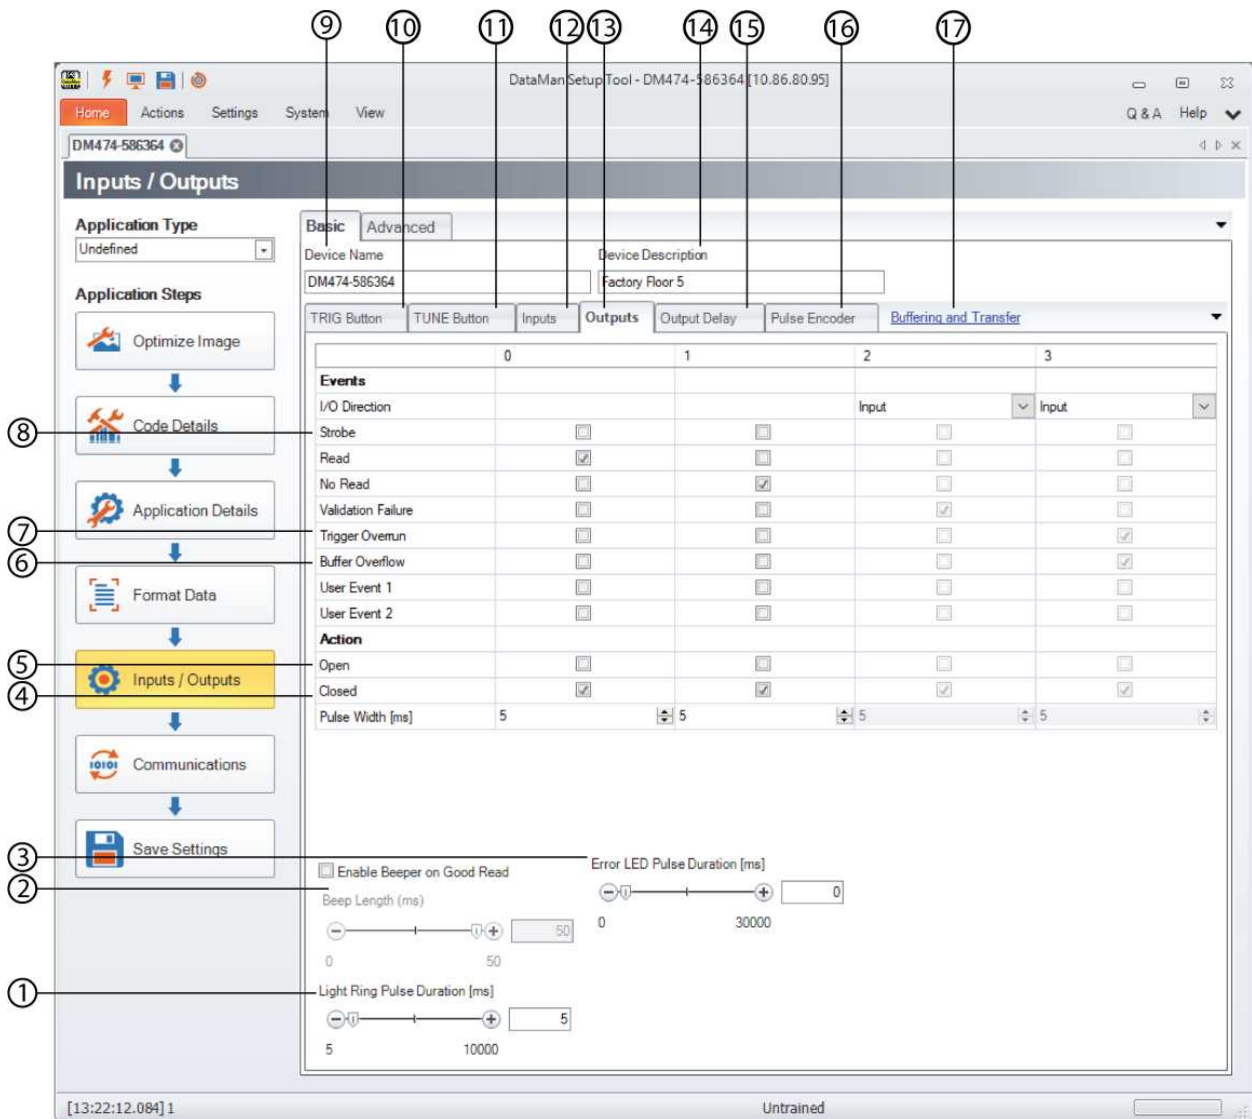 ⑨ ⑩ ⑪ ⑫ ⑬ ⑭ ⑮ ⑯ ⑰
DataMan Setup Tool - DM474-586364 [10.86.80.95]
Home Actions Settings System View Q & A Help
DM474-586364
Inputs / Outputs
Application Type
Undefined
Application Steps
Optimize Image
Code Details
Application Details
Format Data
Inputs / Outputs
Communications
Save Settings
Basic Advanced
Device Name Device Description
DM474-586364 Factory Floor 5
TRIG Button TUNE Button Inputs Outputs Output Delay Pulse Encoder Buffering and Transfer
0 1 2 3
Events
I/O Direction Input Input
⑧ Strobe
Read
No Read
Validation Failure
⑦ Trigger Overrun
⑥ Buffer Overflow
User Event 1
User Event 2
Action
⑤ Open
④ Closed
Pulse Width [ms] 5 5 5 5
③ Error LED Pulse Duration [ms]
0
0 30000
Enable Beeper on Good Read
② Beep Length (ms)
50
0 50
① Light Ring Pulse Duration [ms]
5
5 10000
[13:22:12.084] 1 Untrained